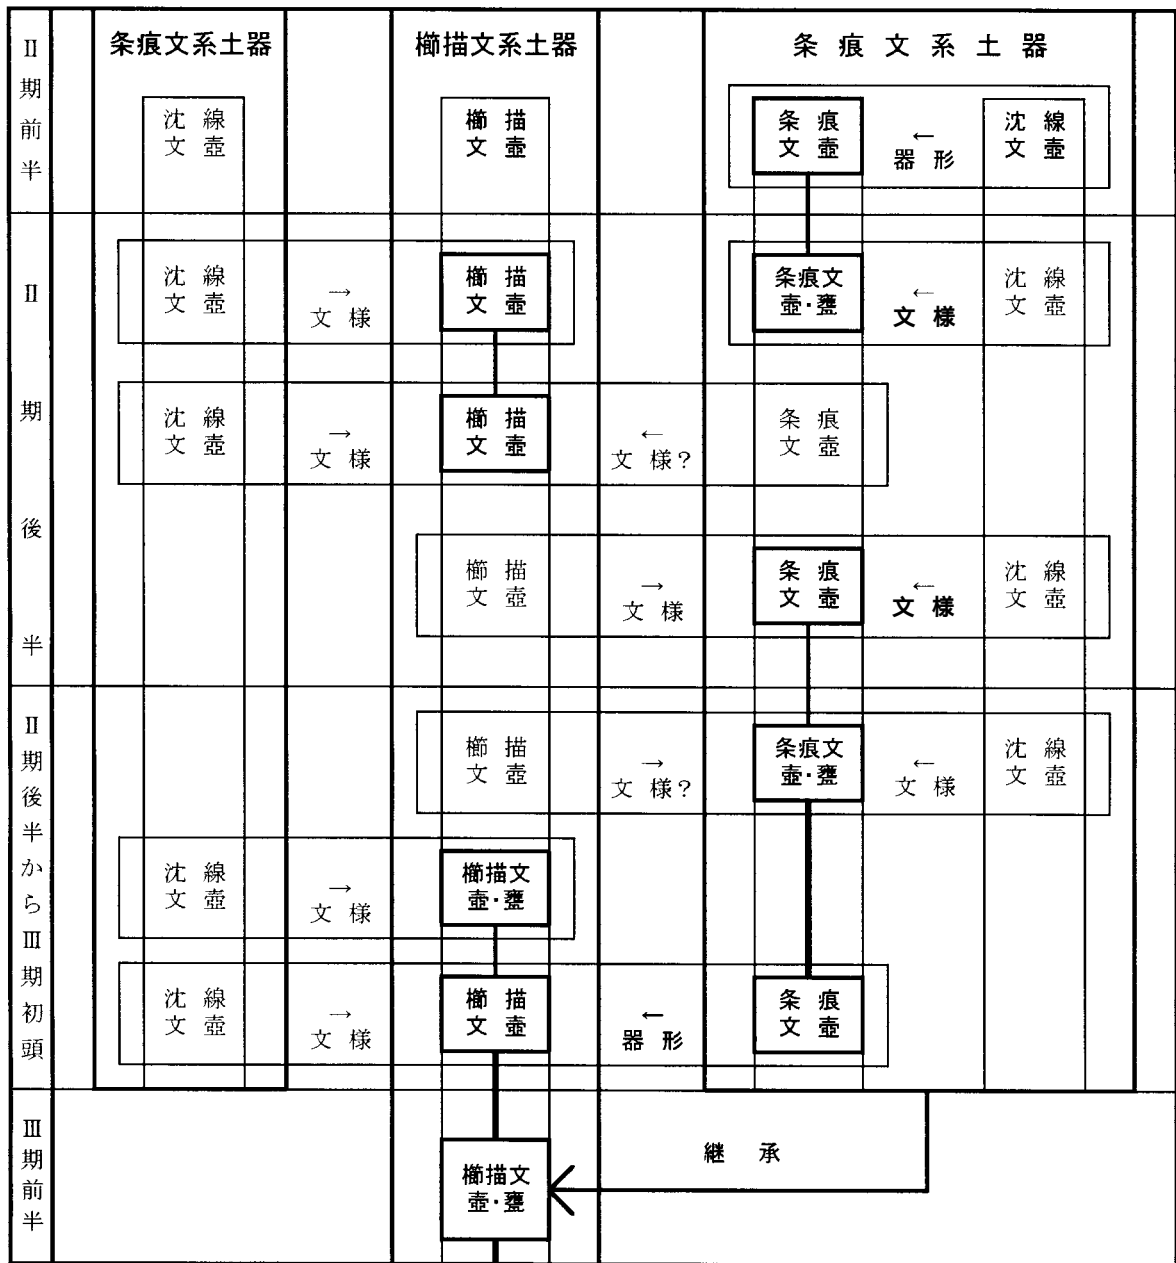 II期前半
条痕文系土器
櫛描文系土器
条痕文系土器
沈線
文壺
櫛描
文壺
条痕
文壺
←
器形
沈線
文壺
II期後半
沈線
文壺
→
文様
櫛描
文壺
条痕文
壺・甕
←
文様
沈線
文壺
沈線
文壺
→
文様
櫛描
文壺
←
文様?
条痕
文壺
櫛描
文壺
→
文様
条痕
文壺
←
文様
沈線
文壺
II期後半からIII期初頭
櫛描
文壺
→
文様?
条痕文
壺・甕
←
文様
沈線
文壺
沈線
文壺
→
文様
櫛描文
壺・甕
沈線
文壺
→
文様
櫛描
文壺
←
器形
条痕
文壺
III期前半
櫛描文
壺・甕
継承